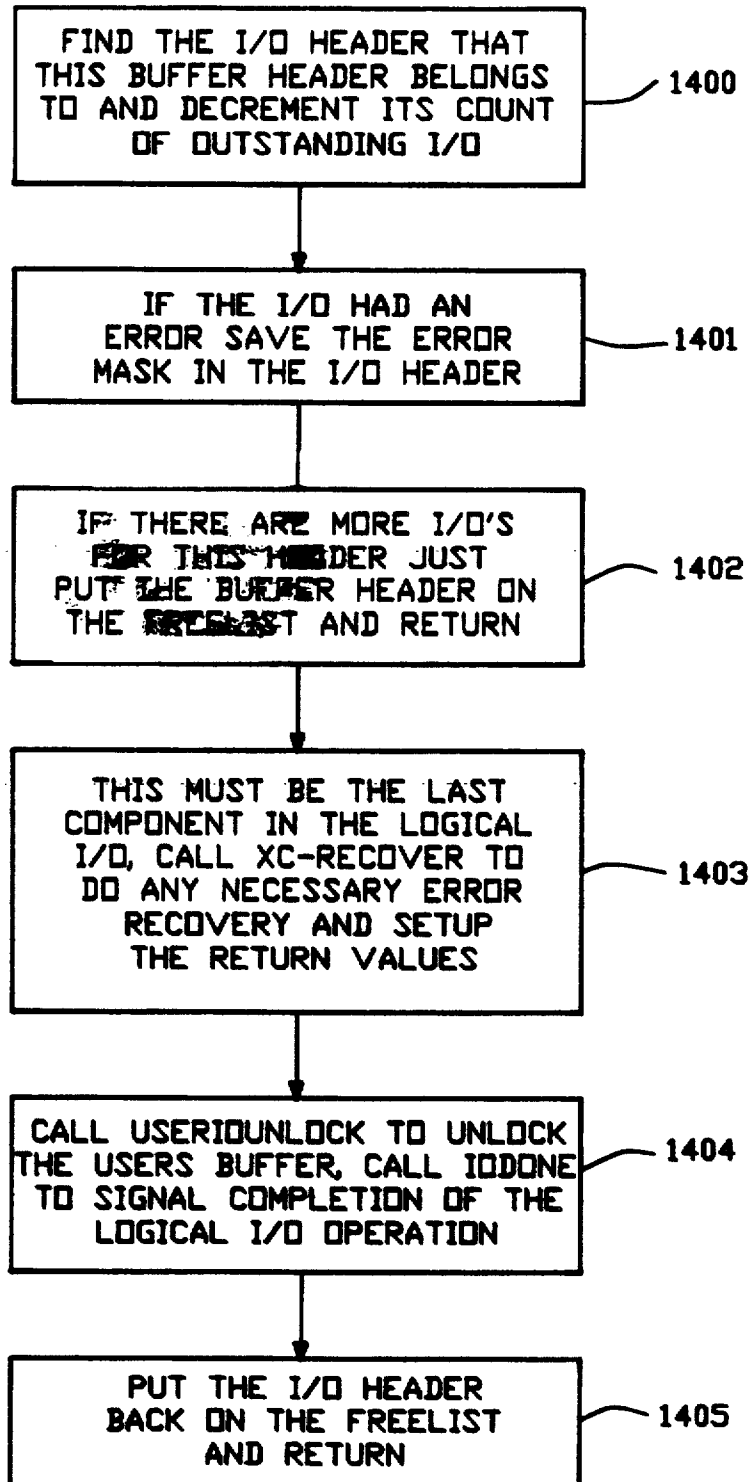 FIND THE I/O HEADER THAT
THIS BUFFER HEADER BELONGS
TO AND DECREMENT ITS COUNT
OF OUTSTANDING I/O
1400
IF THE I/O HAD AN
ERROR SAVE THE ERROR
MASK IN THE I/O HEADER
1401
IF THERE ARE MORE I/O'S
FOR THIS HEADER JUST
PUT THE BUFFER HEADER ON
THE FREELIST AND RETURN
1402
THIS MUST BE THE LAST
COMPONENT IN THE LOGICAL
I/O, CALL XC-RECOVER TO
DO ANY NECESSARY ERROR
RECOVERY AND SETUP
THE RETURN VALUES
1403
CALL USERIOUNLOCK TO UNLOCK
THE USERS BUFFER, CALL IODONE
TO SIGNAL COMPLETION OF THE
LOGICAL I/O OPERATION
1404
PUT THE I/O HEADER
BACK ON THE FREELIST
AND RETURN
1405